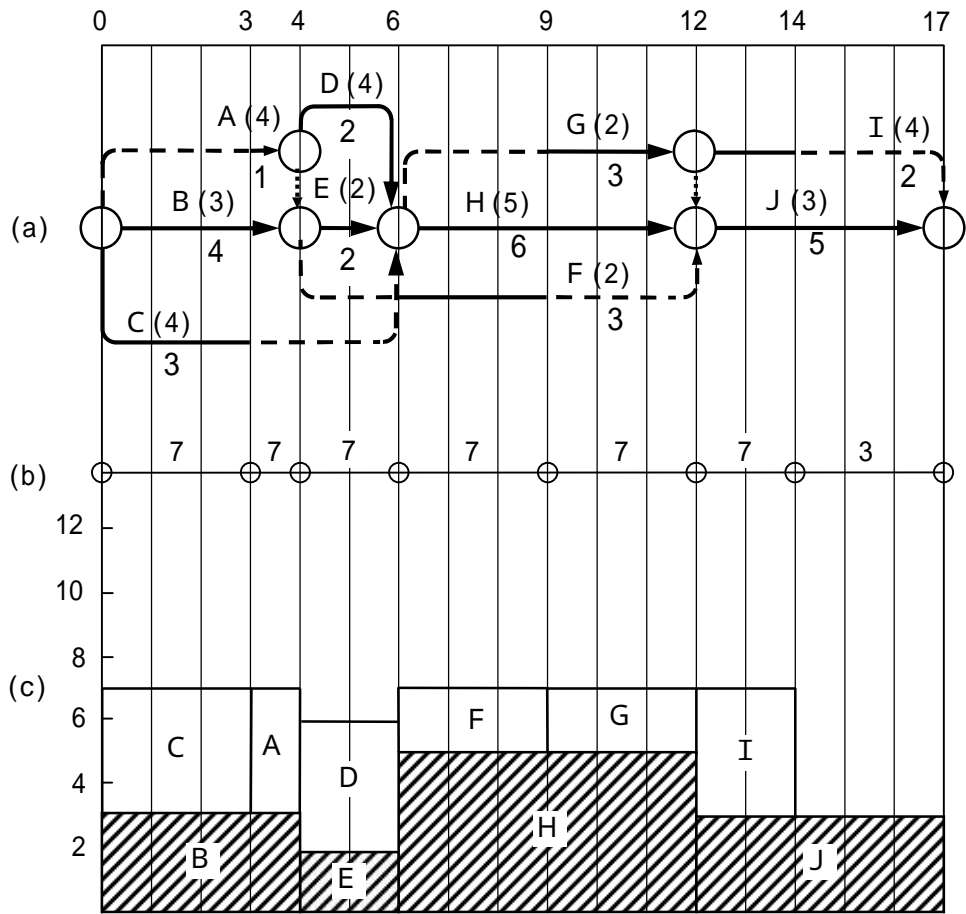 0 3 4 6 9 12 14 17
D (4)
A (4) 2 G (2) I (4)
1 E (2) 3 2
B (3) H (5) J (3)
(a)
4 2 6 5
F (2)
C (4) 3
3
7 7 7 7 7 7 3
(b)
12
10
8
(c)
6 F G
C A I
D
4
H
2 B J
E